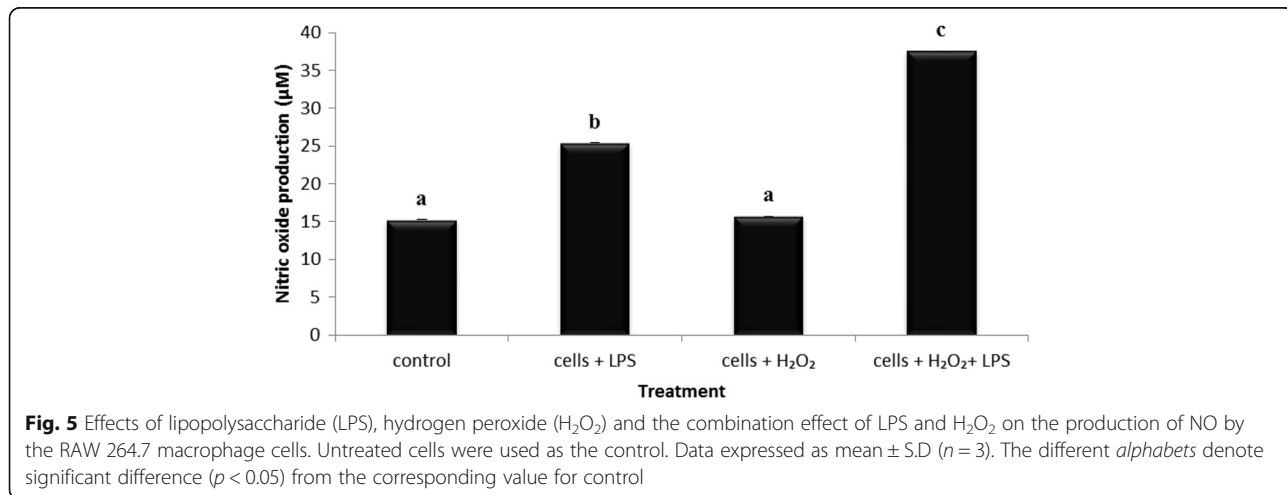 40
35
30
25
20
15
10
5
0
Nitric oxide production (µM)
a
b
a
c
control
cells + LPS
cells + H₂O₂
cells + H₂O₂+ LPS
Treatment
Fig. 5 Effects of lipopolysaccharide (LPS), hydrogen peroxide (H₂O₂) and the combination effect of LPS and H₂O₂ on the production of NO by
the RAW 264.7 macrophage cells. Untreated cells were used as the control. Data expressed as mean ± S.D (n = 3). The different alphabets denote
significant difference (p < 0.05) from the corresponding value for control